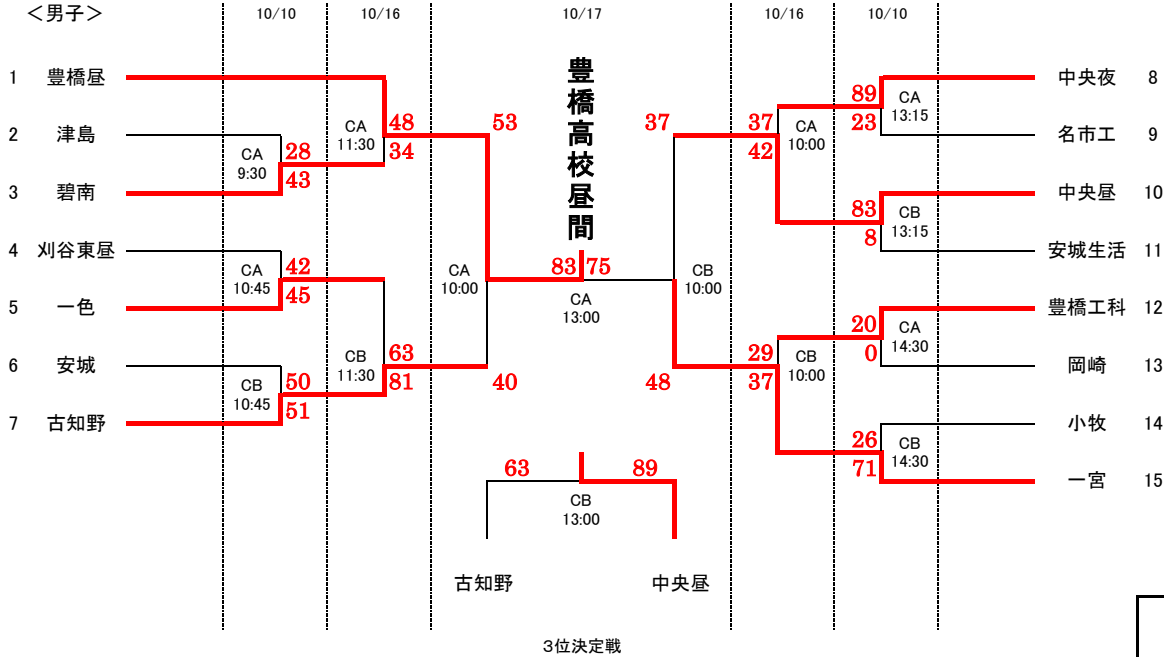 ＜男子＞ 10/10 10/16 10/17 10/16 10/10
豊橋高校昼間
1 豊橋昼
2 津島
3 碧南
4 刈谷東昼
5 一色
6 安城
7 古知野
CA 9:30 28 43
CA 10:45 42 45
CB 10:45 50 51
CA 11:30 48 34
CB 11:30 63 81
CA 10:00 53 40
83 75
CA 13:00
37 48 CB 10:00
37 42 CA 10:00
29 37 CB 10:00
89 23 CA 13:15
83 8 CB 13:15
20 0 CA 14:30
26 71 CB 14:30
中央夜 8
名市工 9
中央昼 10
安城生活 11
豊橋工科 12
岡崎 13
小牧 14
一宮 15
63 89
CB 13:00
古知野 中央昼
3位決定戦